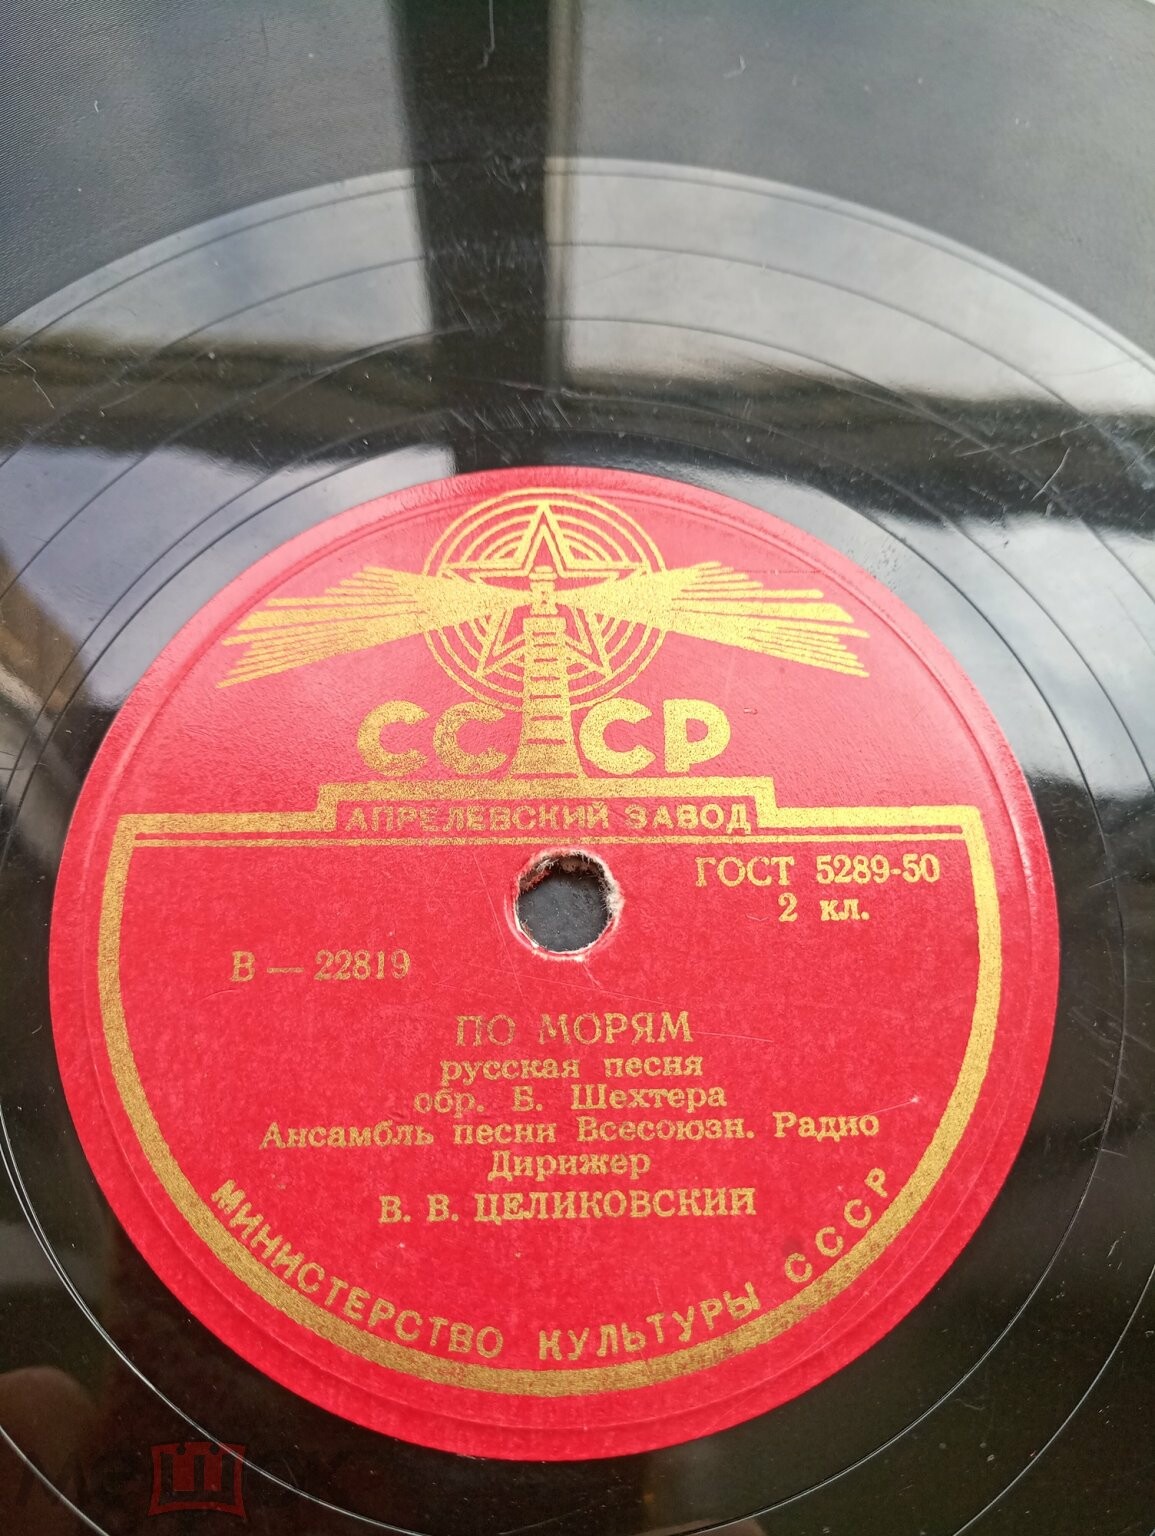 СССР
АПРЕЛЕВСКИЙ ЗАВОД
ГОСТ 5289-50
2 кл.
В — 22819
ПО МОРЯМ
русская песня
обр. Б. Шехтера
Ансамбль песни Всесоюзн. Радио
Дирижер
В. В. ЦЕЛИКОВСКИЙ
МИНИСТЕРСТВО КУЛЬТУРЫ СССР